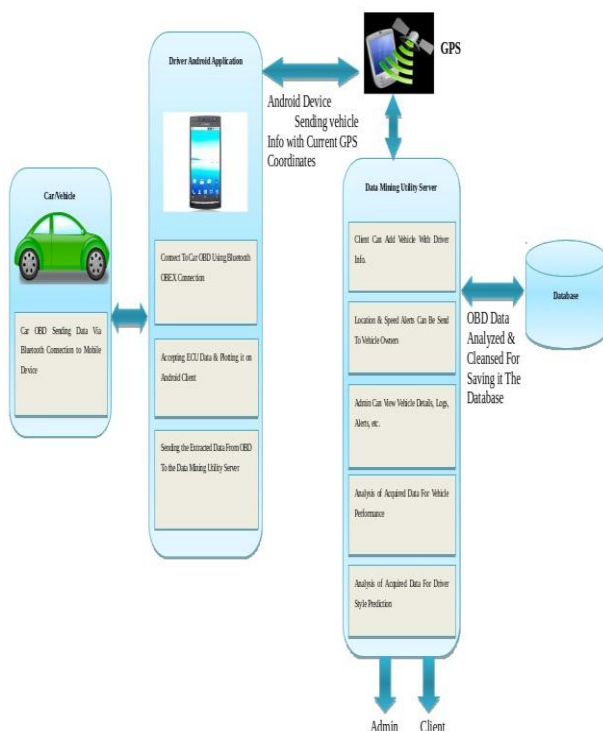 Car/Vehicle
Car OBD Sending Data Via
Bluetooth Connection to Mobile
Device
Driver Android Application
Connect To Car OBD Using Bluetooth
OBEX Connection
Accepting ECU Data & Plotting it on
Android Client
Sending the Extracted Data From OBD
To the Data Mining Utility Server
Android Device
Sending vehicle
Info with Current GPS
Coordinates
GPS
Data Mining Utility Server
Client Can Add Vehicle With Driver
Info.
Location & Speed Alerts Can Be Send
To Vehicle Owners
Admin Can View Vehicle Details, Logs,
Alerts, etc.
Analysis of Acquired Data For Vehicle
Performance
Analysis of Acquired Data For Driver
Style Prediction
OBD Data
Analyzed &
Cleansed For
Saving it The
Database
Database
Admin
Client